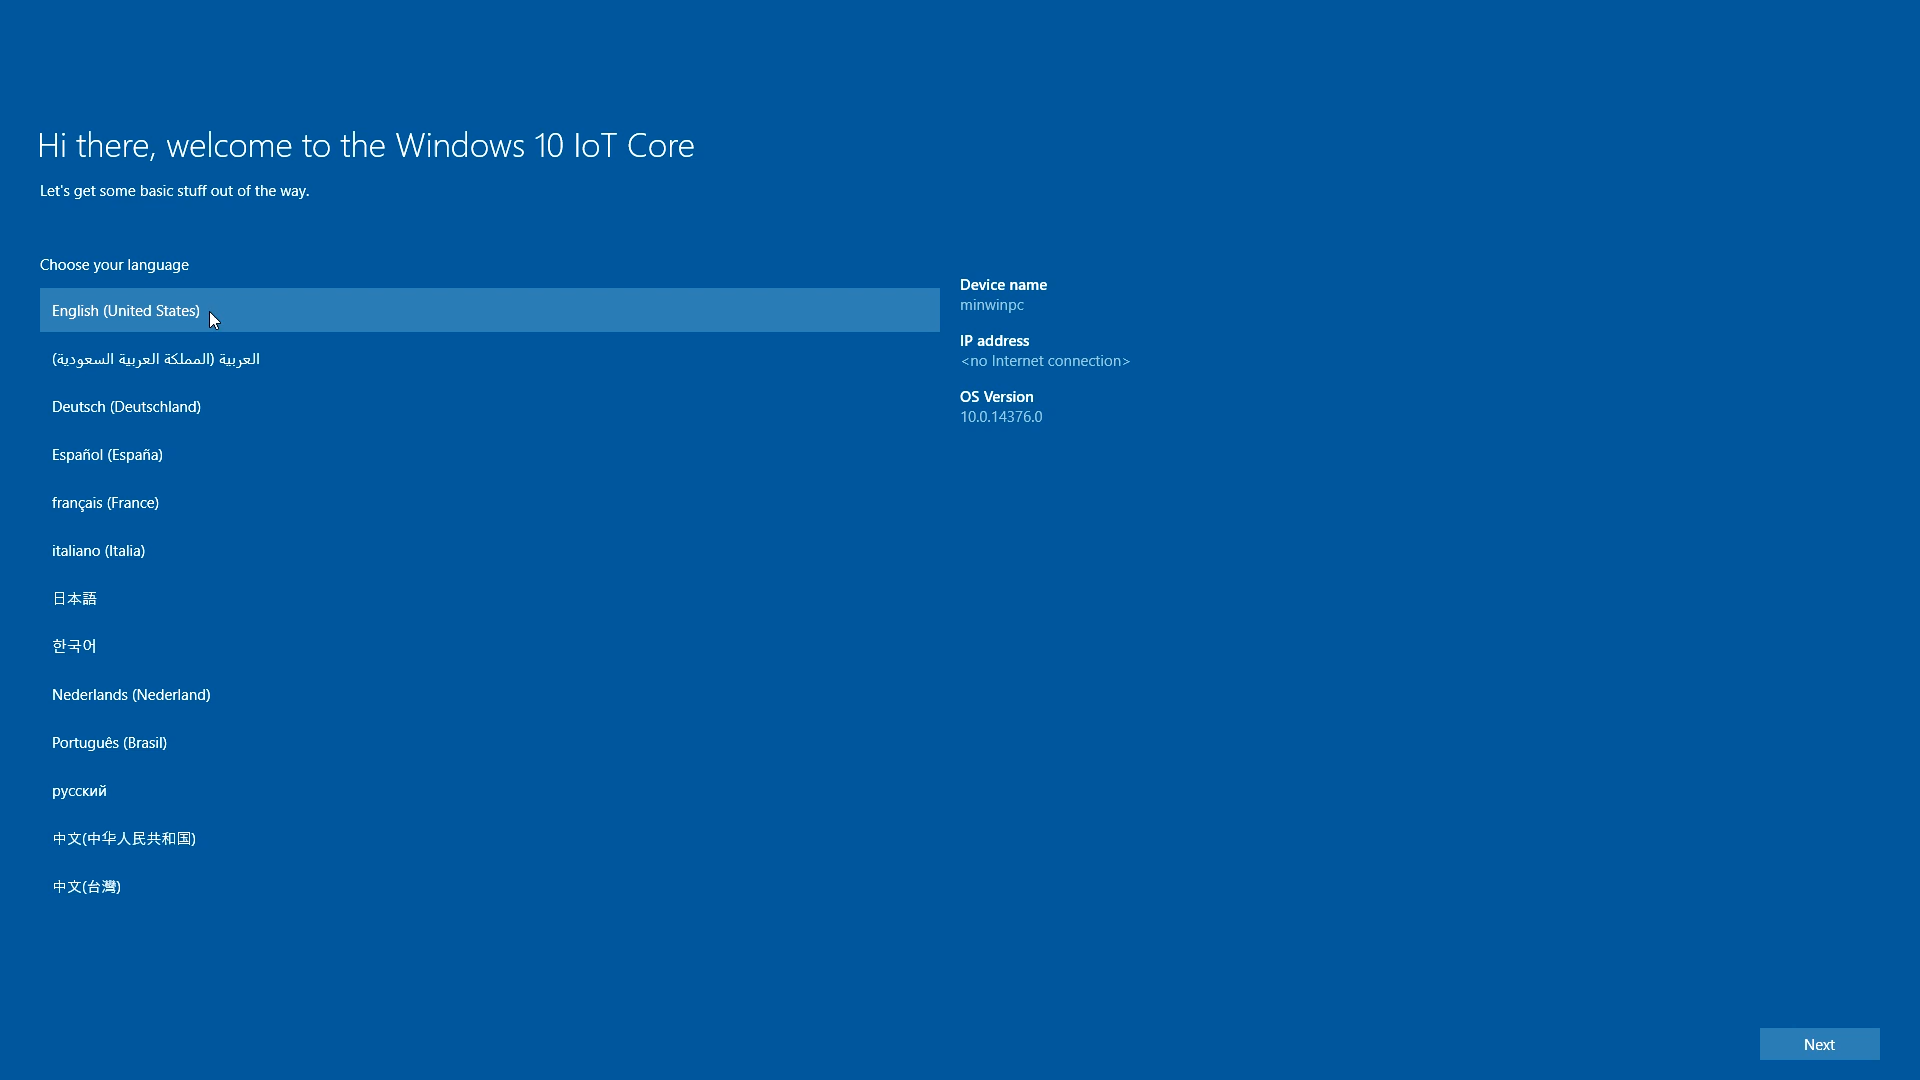 Hi there, welcome to the Windows 10 IoT Core
Let's get some basic stuff out of the way.
Choose your language
English (United States)
العربية (المملكة العربية السعودية)
Deutsch (Deutschland)
Español (España)
français (France)
italiano (Italia)
日本語
한국어
Nederlands (Nederland)
Português (Brasil)
русский
中文(中华人民共和国)
中文(台灣)
Device name
minwinpc
IP address
<no Internet connection>
OS Version
10.0.14376.0
Next